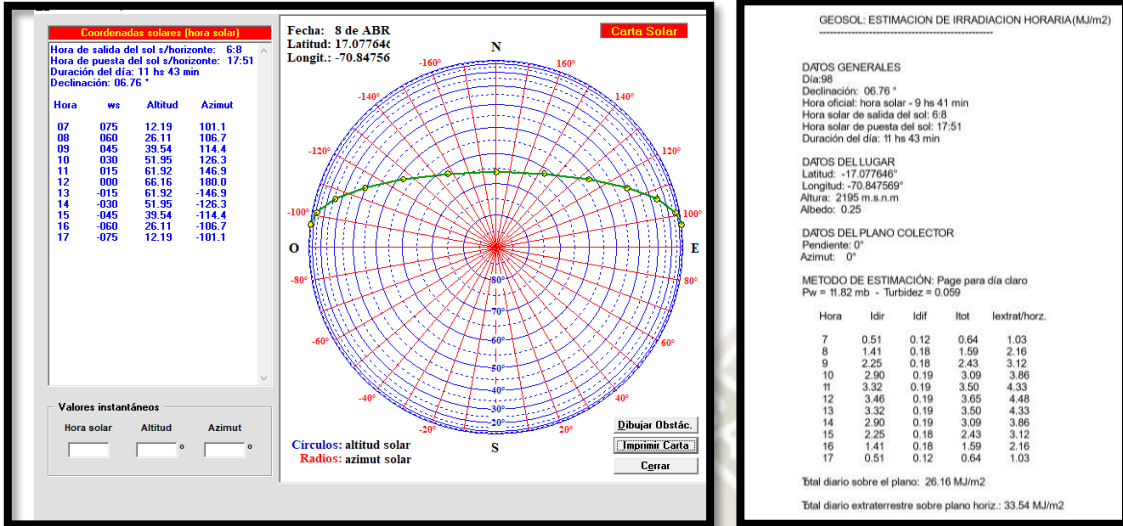 Coordenadas solares (hora solar)
Hora de salida del sol s/horizonte: 6:8
Hora de puesta del sol s/horizonte: 17:51
Duración del día: 11 hs 43 min
Declinación: 06.76 °
Hora ws Altitud Azimut
07 075 12.19 101.1
08 060 26.11 106.7
09 045 39.54 114.4
10 030 51.95 126.3
11 015 61.92 146.9
12 000 66.16 180.0
13 -015 61.92 -146.9
14 -030 51.95 -126.3
15 -045 39.54 -114.4
16 -060 26.11 -106.7
17 -075 12.19 -101.1
Valores instantáneos
Hora solar Altitud Azimut
° °
Fecha: 8 de ABR
Latitud: 17.077646
Longit.: -70.84756
Carta Solar
N
-160° 160°
-140° 140°
-120° 120°
-100° 100°
O E
-80° 80°
80°
70°
-60° 60° 60°
50°
40°
-40° 30° 40°
-20° 20° 20°
S
Círculos: altitud solar
Radios: azimut solar
Dibujar Obstác.
Imprimir Carta
Cerrar
GEOSOL: ESTIMACION DE IRRADIACION HORARIA(MJ/m2)
------------------------------------------------
DATOS GENERALES
Día:98
Declinación: 06.76 °
Hora oficial: hora solar - 9 hs 41 min
Hora solar de salida del sol: 6:8
Hora solar de puesta del sol: 17:51
Duración del día: 11 hs 43 min
DATOS DEL LUGAR
Latitud: -17.077646°
Longitud: -70.847569°
Altura: 2195 m.s.n.m
Albedo: 0.25
DATOS DEL PLANO COLECTOR
Pendiente: 0°
Azimut: 0°
METODO DE ESTIMACIÓN: Page para día claro
Pw = 11.82 mb - Turbidez = 0.059
Hora Idir Idif Itot Iextrat/horz.
7 0.51 0.12 0.64 1.03
8 1.41 0.18 1.59 2.16
9 2.25 0.18 2.43 3.12
10 2.90 0.19 3.09 3.86
11 3.32 0.19 3.50 4.33
12 3.46 0.19 3.65 4.48
13 3.32 0.19 3.50 4.33
14 2.90 0.19 3.09 3.86
15 2.25 0.18 2.43 3.12
16 1.41 0.18 1.59 2.16
17 0.51 0.12 0.64 1.03
Total diario sobre el plano: 26.16 MJ/m2
Total diario extraterrestre sobre plano horiz.: 33.54 MJ/m2